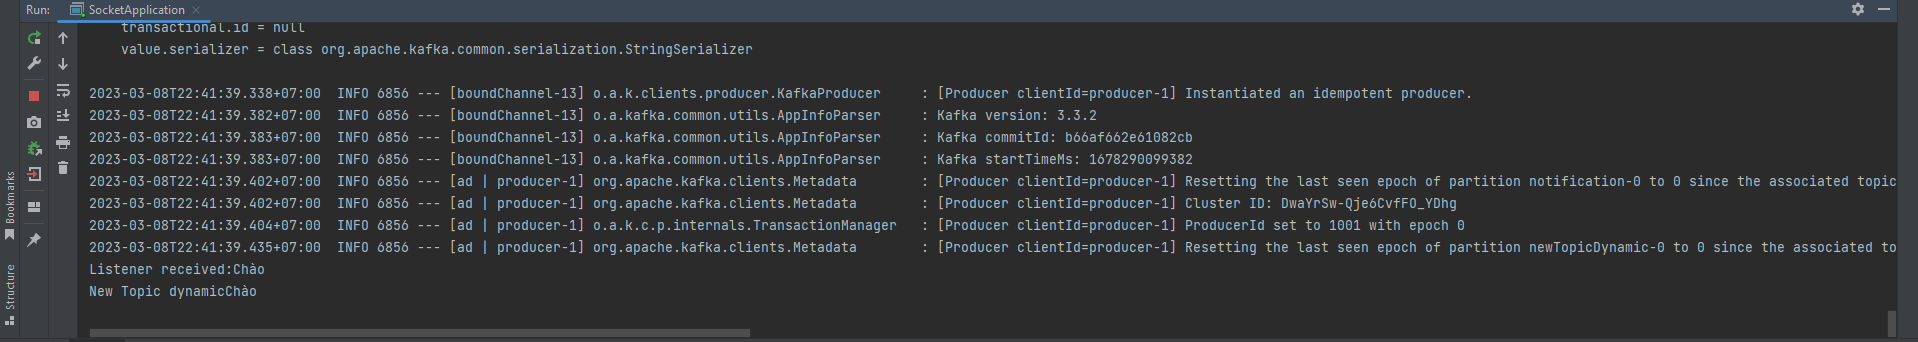 Run: SocketApplication
transactional.id = null
value.serializer = class org.apache.kafka.common.serialization.StringSerializer
2023-03-08T22:41:39.338+07:00  INFO 6856 --- [boundChannel-13] o.a.k.clients.producer.KafkaProducer     : [Producer clientId=producer-1] Instantiated an idempotent producer.
2023-03-08T22:41:39.382+07:00  INFO 6856 --- [boundChannel-13] o.a.kafka.common.utils.AppInfoParser     : Kafka version: 3.3.2
2023-03-08T22:41:39.383+07:00  INFO 6856 --- [boundChannel-13] o.a.kafka.common.utils.AppInfoParser     : Kafka commitId: b66af662e61082cb
2023-03-08T22:41:39.383+07:00  INFO 6856 --- [boundChannel-13] o.a.kafka.common.utils.AppInfoParser     : Kafka startTimeMs: 1678290099382
2023-03-08T22:41:39.402+07:00  INFO 6856 --- [ad | producer-1] org.apache.kafka.clients.Metadata        : [Producer clientId=producer-1] Resetting the last seen epoch of partition notification-0 to 0 since the associated topic
2023-03-08T22:41:39.402+07:00  INFO 6856 --- [ad | producer-1] org.apache.kafka.clients.Metadata        : [Producer clientId=producer-1] Cluster ID: DwaYrSw-Qje6CvfFO_YDhg
2023-03-08T22:41:39.404+07:00  INFO 6856 --- [ad | producer-1] o.a.k.c.p.internals.TransactionManager   : [Producer clientId=producer-1] ProducerId set to 1001 with epoch 0
2023-03-08T22:41:39.435+07:00  INFO 6856 --- [ad | producer-1] org.apache.kafka.clients.Metadata        : [Producer clientId=producer-1] Resetting the last seen epoch of partition newTopicDynamic-0 to 0 since the associated to
Listener received:Chào
New Topic dynamicChào
Bookmarks
Structure